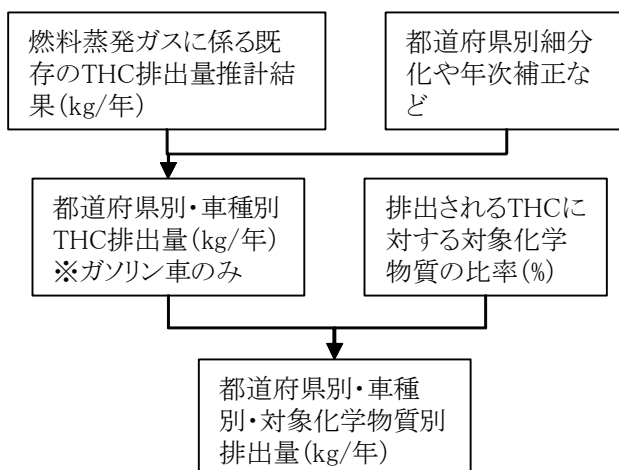 燃料蒸発ガスに係る既
存のTHC排出量推計結
果(kg/年)
都道府県別細分
化や年次補正な
ど
都道府県別・車種別
THC排出量(kg/年)
※ガソリン車のみ
排出されるTHCに
対する対象化学
物質の比率(%)
都道府県別・車種
別・対象化学物質別
排出量(kg/年)